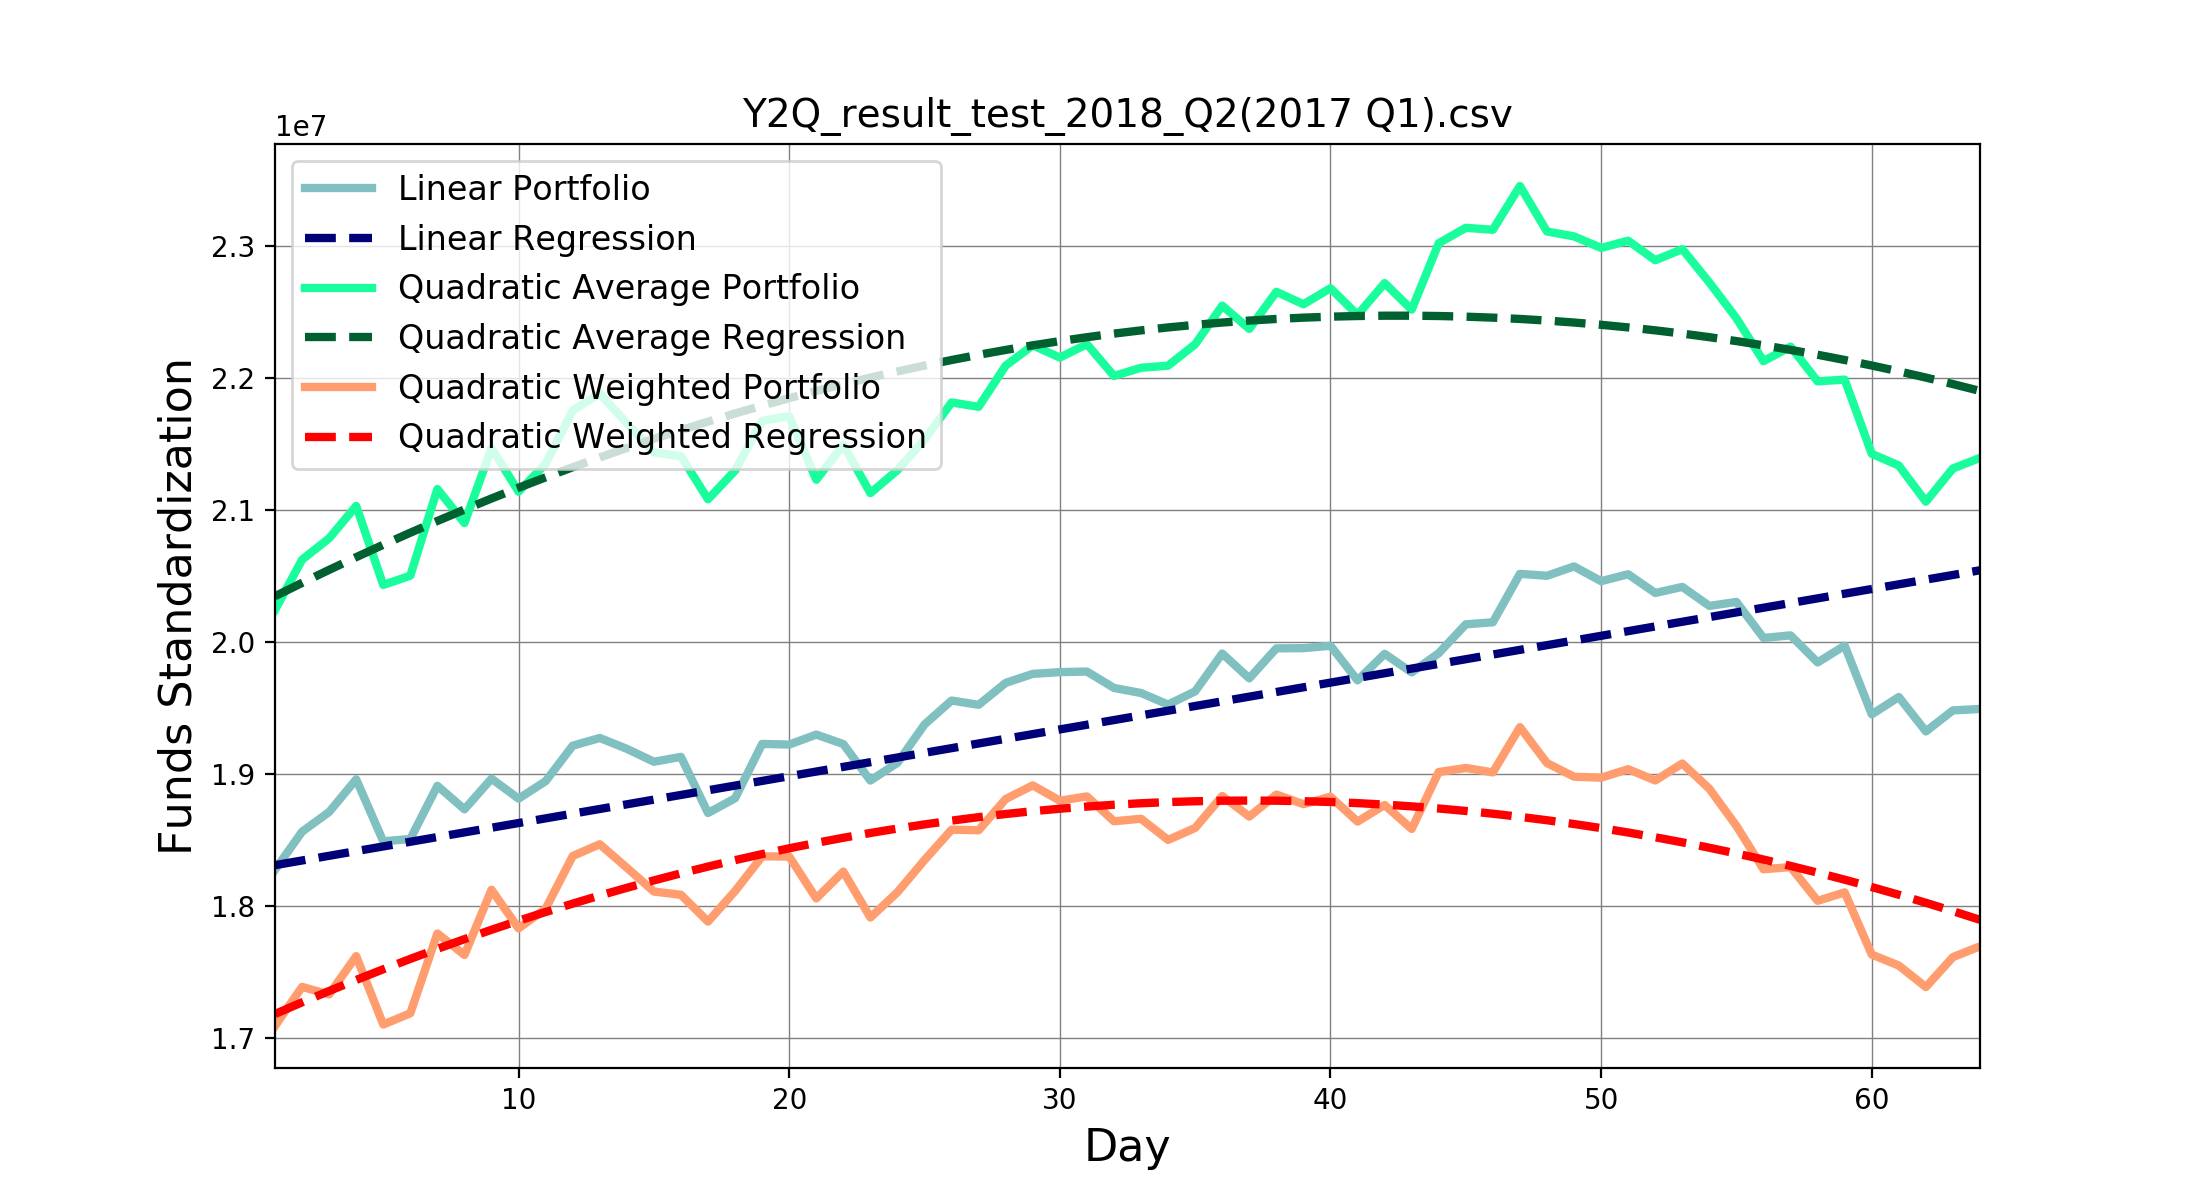 Y2Q_result_test_2018_Q2(2017 Q1).csv
1e7
Linear Portfolio
Linear Regression
Quadratic Average Portfolio
Quadratic Average Regression
Quadratic Weighted Portfolio
Quadratic Weighted Regression
2.3
2.2
2.1
2.0
1.9
1.8
1.7
Funds Standardization
10 20 30 40 50 60
Day